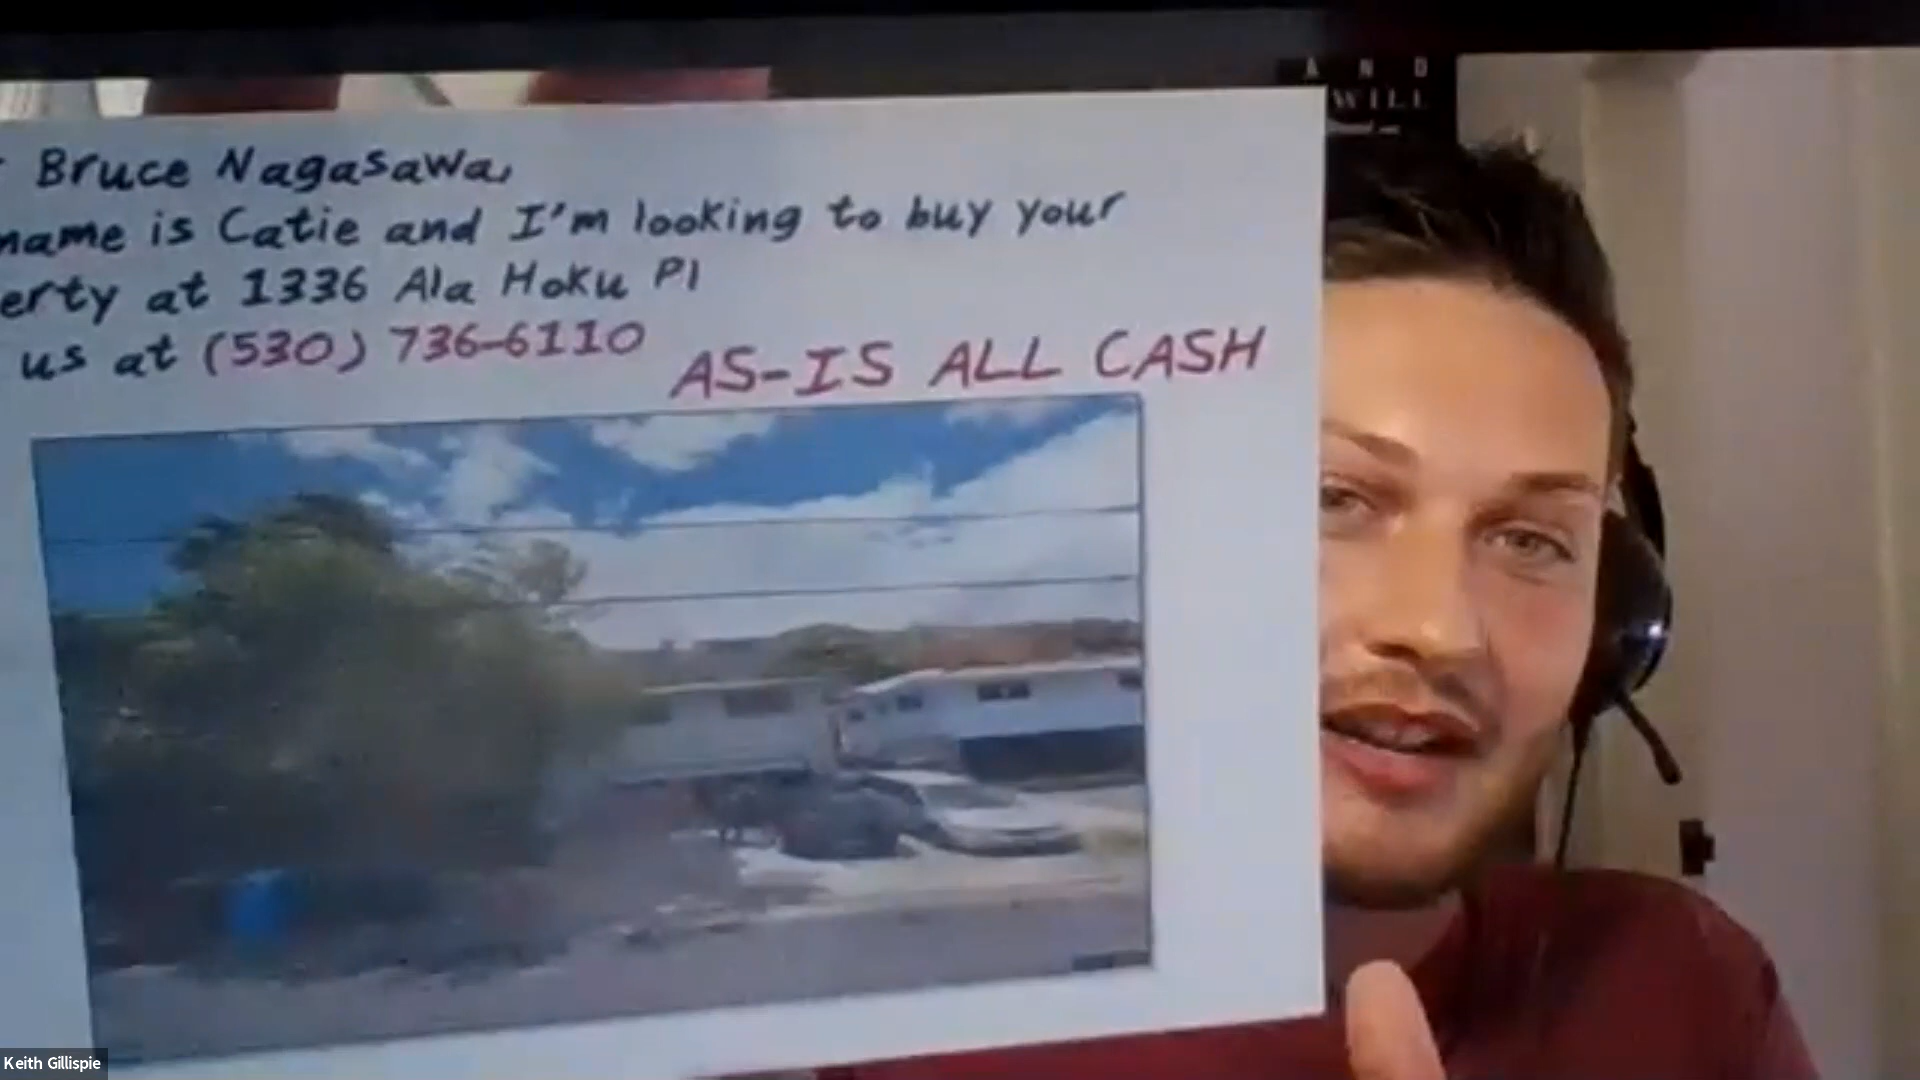 A N D
WILL
Bruce Nagasawa,
name is Catie and I'm looking to buy your
erty at 1336 Ala Hoku Pl
us at (530) 736-6110
AS-IS ALL CASH
Keith Gillispie